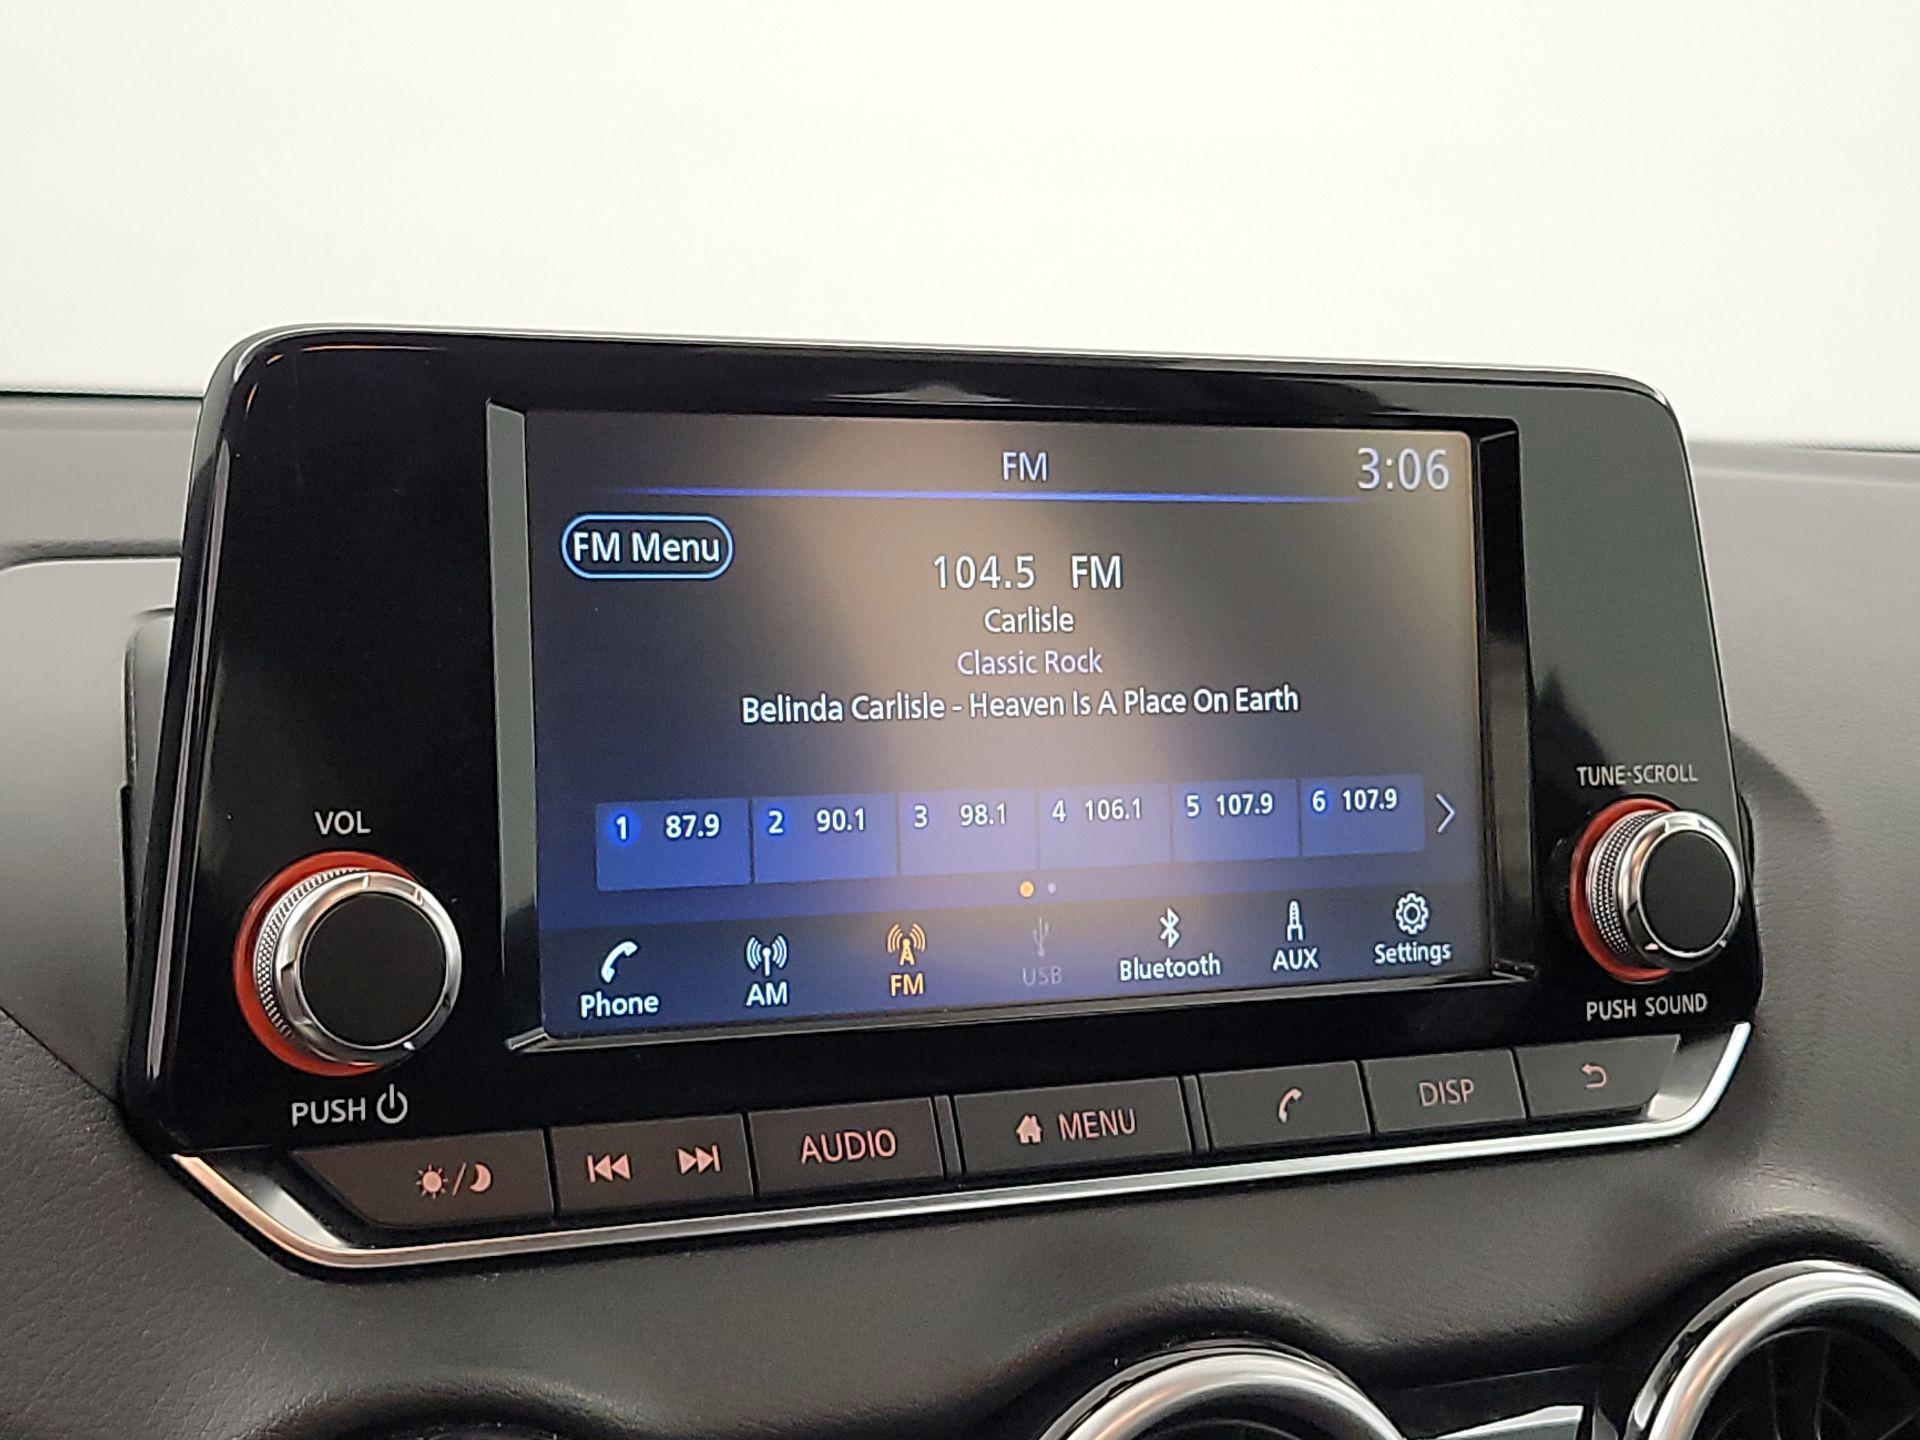 FM
3:06
FM Menu
104.5 FM
Carlisle
Classic Rock
Belinda Carlisle - Heaven Is A Place On Earth
1 87.9 2 90.1 3 98.1 4 106.1 5 107.9 6 107.9
Phone AM FM USB Bluetooth AUX Settings
VOL
PUSH
TUNE·SCROLL
PUSH SOUND
AUDIO MENU DISP